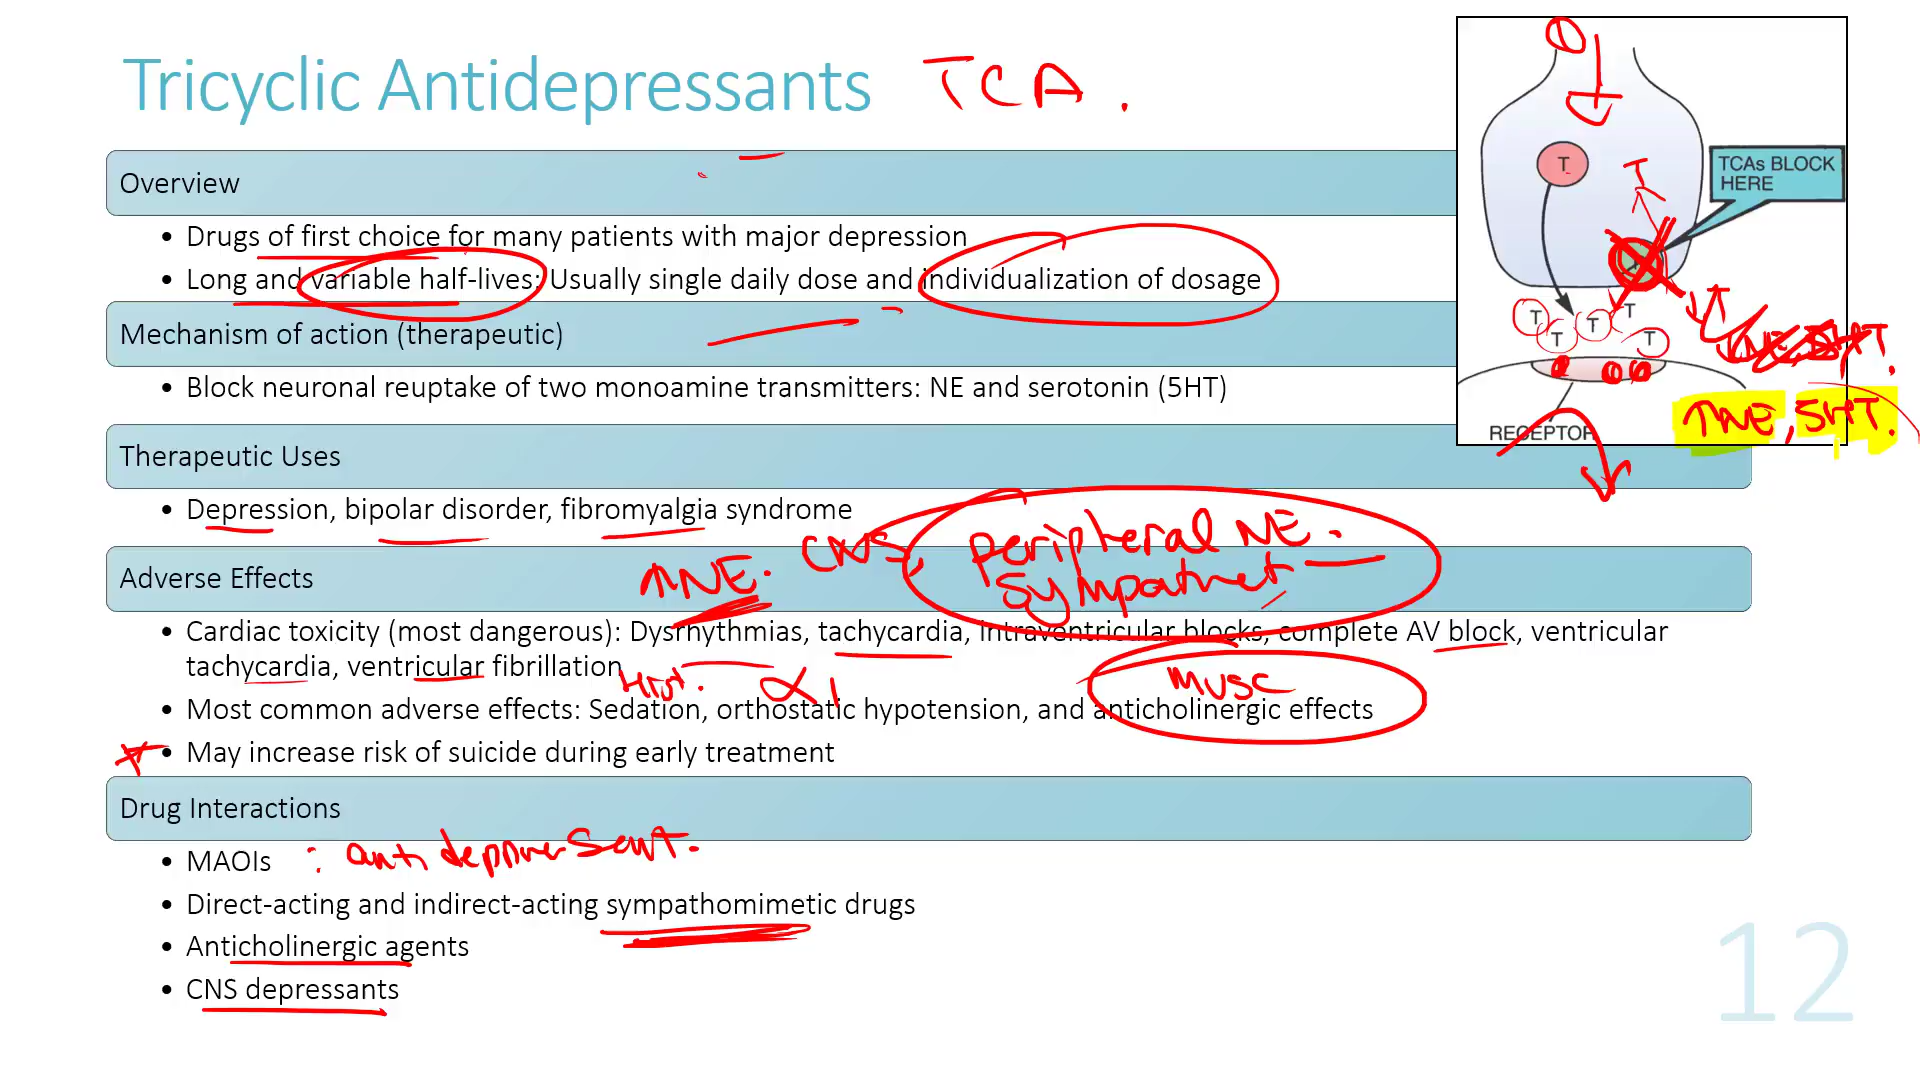 Tricyclic Antidepressants TCA.
Overview
• Drugs of first choice for many patients with major depression
• Long and variable half-lives: Usually single daily dose and individualization of dosage
Mechanism of action (therapeutic)
• Block neuronal reuptake of two monoamine transmitters: NE and serotonin (5HT)
Therapeutic Uses
• Depression, bipolar disorder, fibromyalgia syndrome
Adverse Effects
↑NE. CNS, peripheral NE.
sympathet
• Cardiac toxicity (most dangerous): Dysrhythmias, tachycardia, intraventricular blocks, complete AV block, ventricular
tachycardia, ventricular fibrillation
Hist. α1 musc
• Most common adverse effects: Sedation, orthostatic hypotension, and anticholinergic effects
• May increase risk of suicide during early treatment
Drug Interactions
• MAOIs :
• Direct-acting and indirect-acting sympathomimetic drugs
• Anticholinergic agents
• CNS depressants
T
T
TCAs BLOCK
HERE
T T T T T
↑NE, 5HT.
RECEPTOR
12